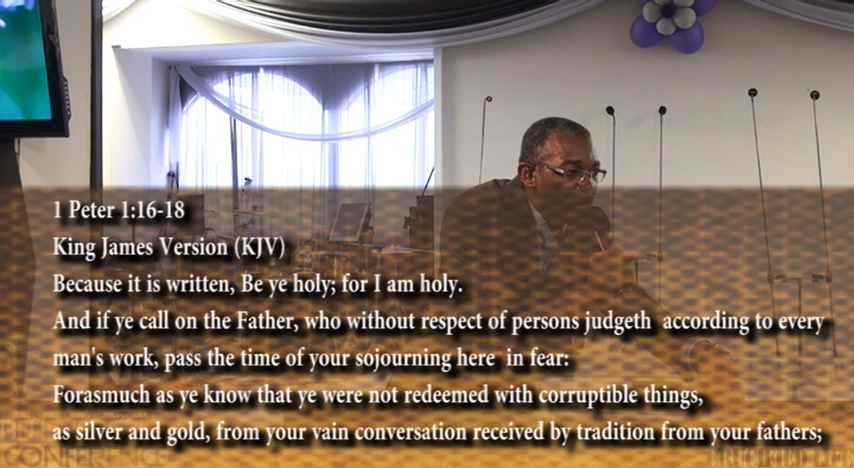 1 Peter 1:16-18
King James Version (KJV)
Because it is written, Be ye holy; for I am holy.
And if ye call on the Father, who without respect of persons judgeth according to every
man's work, pass the time of your sojourning here in fear:
Forasmuch as ye know that ye were not redeemed with corruptible things,
as silver and gold, from your vain conversation received by tradition from your fathers;
CONFERENCE
CRUCIFIED LIFE